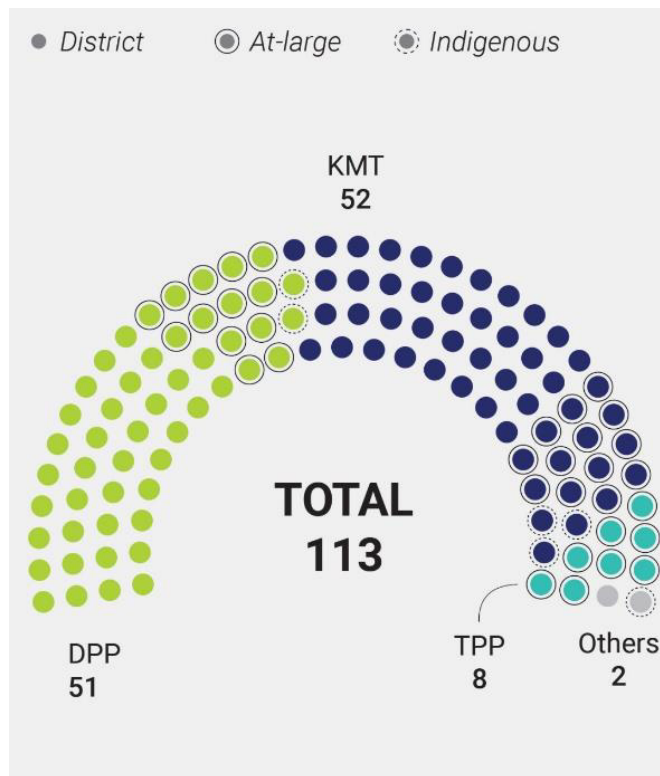 District At-large Indigenous
KMT
52
TOTAL
113
DPP
51
TPP
8
Others
2